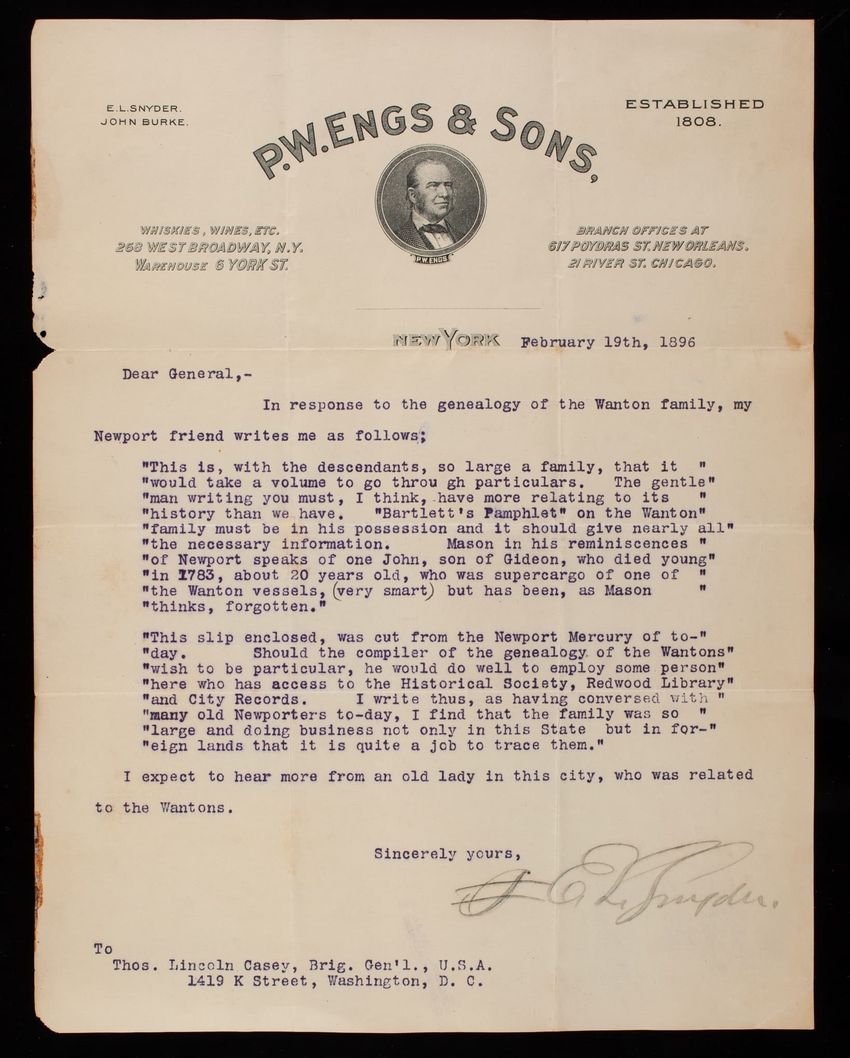 E.L.SNYDER.
JOHN BURKE.
P.W.ENGS & SONS,
ESTABLISHED
1808.
WHISKIES, WINES, ETC.
268 WEST BROADWAY, N.Y.
WAREHOUSE 6 YORK ST.
P.W.ENGS
BRANCH OFFICES AT
617 POYDRAS ST. NEW ORLEANS.
21 RIVER ST. CHICAGO.
NEW YORK February 19th, 1896
Dear General,-
In response to the genealogy of the Wanton family, my
Newport friend writes me as follows;
"This is, with the descendants, so large a family, that it "
"would take a volume to go throu gh particulars. The gentle"
"man writing you must, I think, have more relating to its "
"history than we have. "Bartlett's Pamphlet" on the Wanton"
"family must be in his possession and it should give nearly all"
"the necessary information. Mason in his reminiscences "
"of Newport speaks of one John, son of Gideon, who died young"
"in 1783, about 20 years old, who was supercargo of one of "
"the Wanton vessels, (very smart) but has been, as Mason "
"thinks, forgotten."
"This slip enclosed, was cut from the Newport Mercury of to-"
"day. Should the compiler of the genealogy of the Wantons"
"wish to be particular, he would do well to employ some person"
"here who has access to the Historical Society, Redwood Library"
"and City Records. I write thus, as having conversed with "
"many old Newporters to-day, I find that the family was so "
"large and doing business not only in this State but in for-"
"eign lands that it is quite a job to trace them."
I expect to hear more from an old lady in this city, who was related
to the Wantons.
Sincerely yours,
E L Snyder.
To
Thos. Lincoln Casey, Brig. Gen'l., U.S.A.
1419 K Street, Washington, D. C.